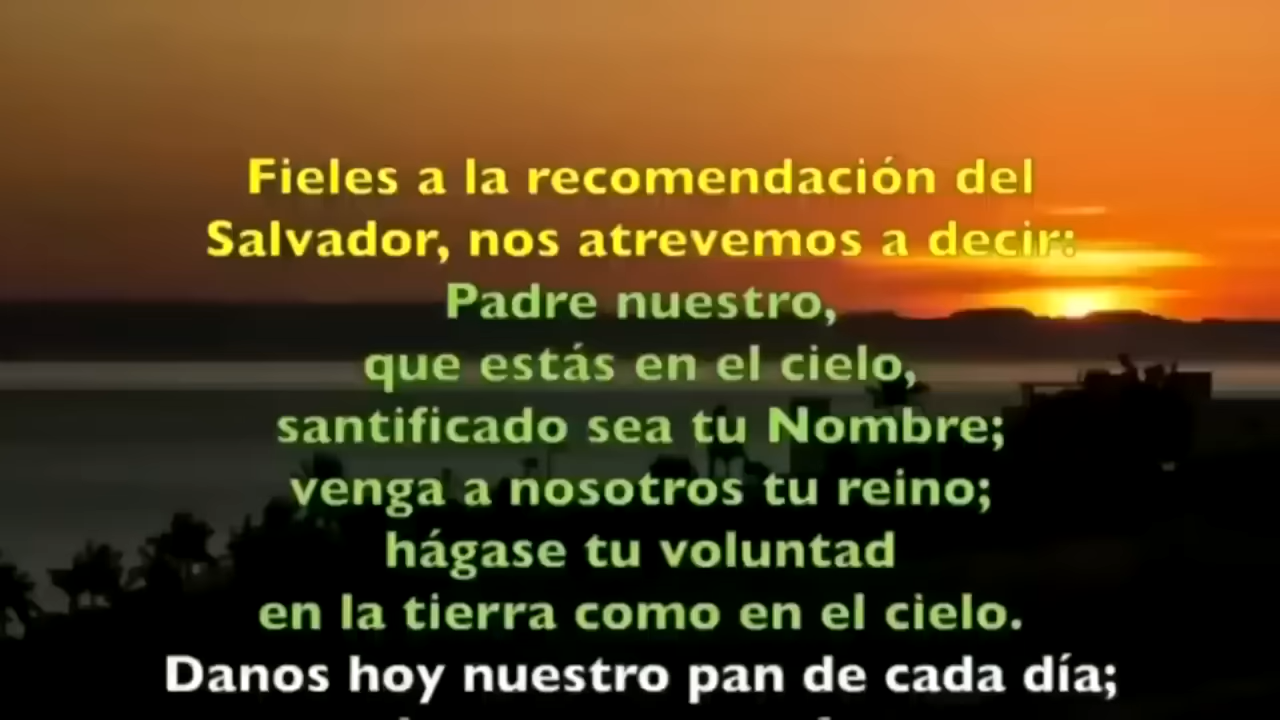 Fieles a la recomendación del
Salvador, nos atrevemos a decir:
Padre nuestro,
que estás en el cielo,
santificado sea tu Nombre;
venga a nosotros tu reino;
hágase tu voluntad
en la tierra como en el cielo.
Danos hoy nuestro pan de cada día;